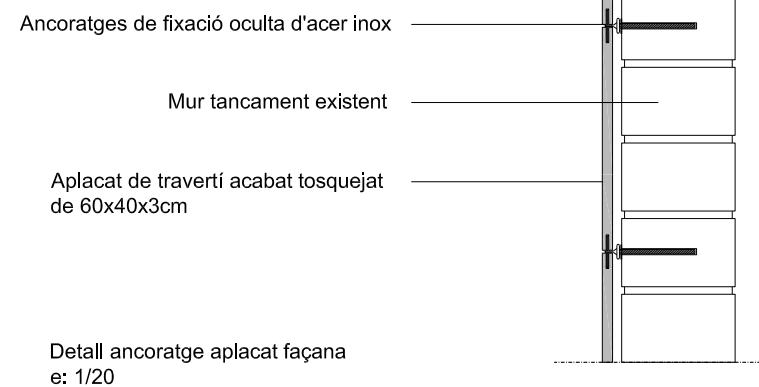 Ancoratges de fixació oculta d'acer inox
Mur tancament existent
Aplacat de travertí acabat tosquejat
de 60x40x3cm
Detall ancoratge aplacat façana
e: 1/20